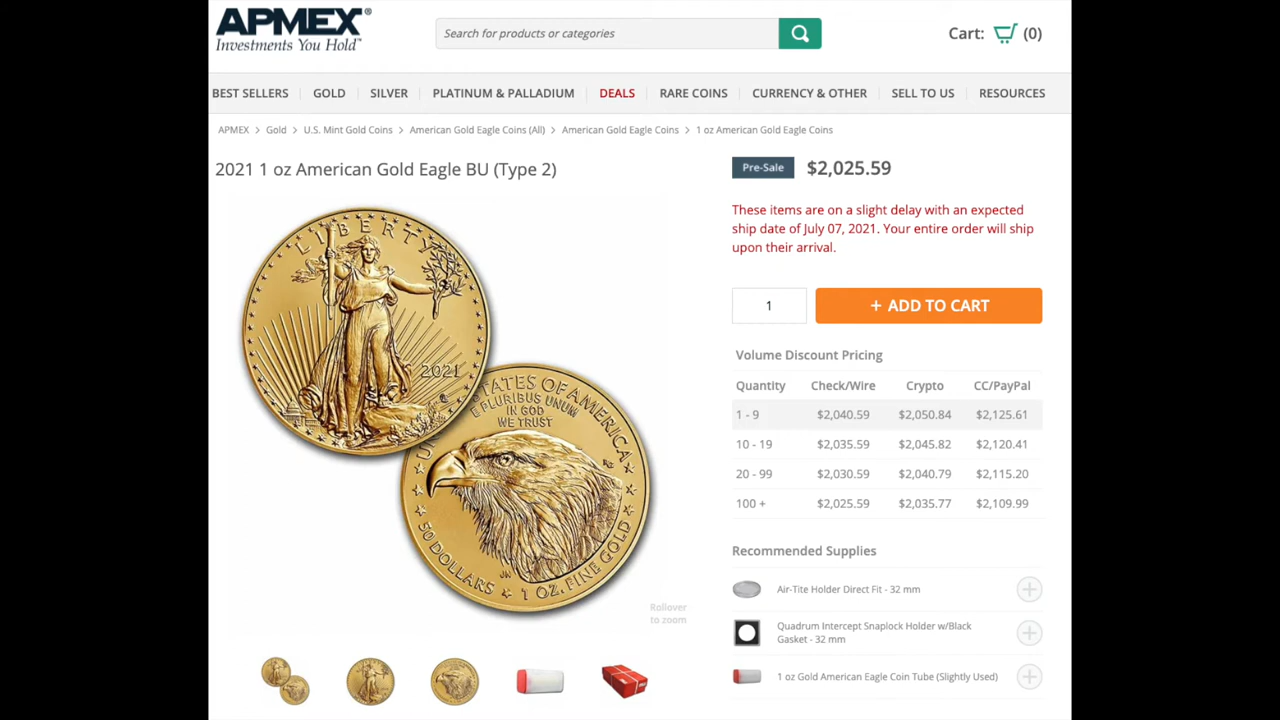 APMEX®
Investments You Hold™
Search for products or categories
Cart: (0)
BEST SELLERS
GOLD
SILVER
PLATINUM & PALLADIUM
DEALS
RARE COINS
CURRENCY & OTHER
SELL TO US
RESOURCES
APMEX > Gold > U.S. Mint Gold Coins > American Gold Eagle Coins (All) > American Gold Eagle Coins > 1 oz American Gold Eagle Coins
2021 1 oz American Gold Eagle BU (Type 2)
LIBERTY
2021
STATES OF AMERICA
E PLURIBUS UNUM
IN GOD
WE TRUST
50 DOLLARS ★ 1 OZ. FINE GOLD
JN
Rollover
to zoom
Pre-Sale $2,025.59
These items are on a slight delay with an expected
ship date of July 07, 2021. Your entire order will ship
upon their arrival.
1
+ ADD TO CART
Volume Discount Pricing
Quantity Check/Wire Crypto CC/PayPal
1 - 9 $2,040.59 $2,050.84 $2,125.61
10 - 19 $2,035.59 $2,045.82 $2,120.41
20 - 99 $2,030.59 $2,040.79 $2,115.20
100 + $2,025.59 $2,035.77 $2,109.99
Recommended Supplies
Air-Tite Holder Direct Fit - 32 mm
Quadrum Intercept Snaplock Holder w/Black
Gasket - 32 mm
1 oz Gold American Eagle Coin Tube (Slightly Used)